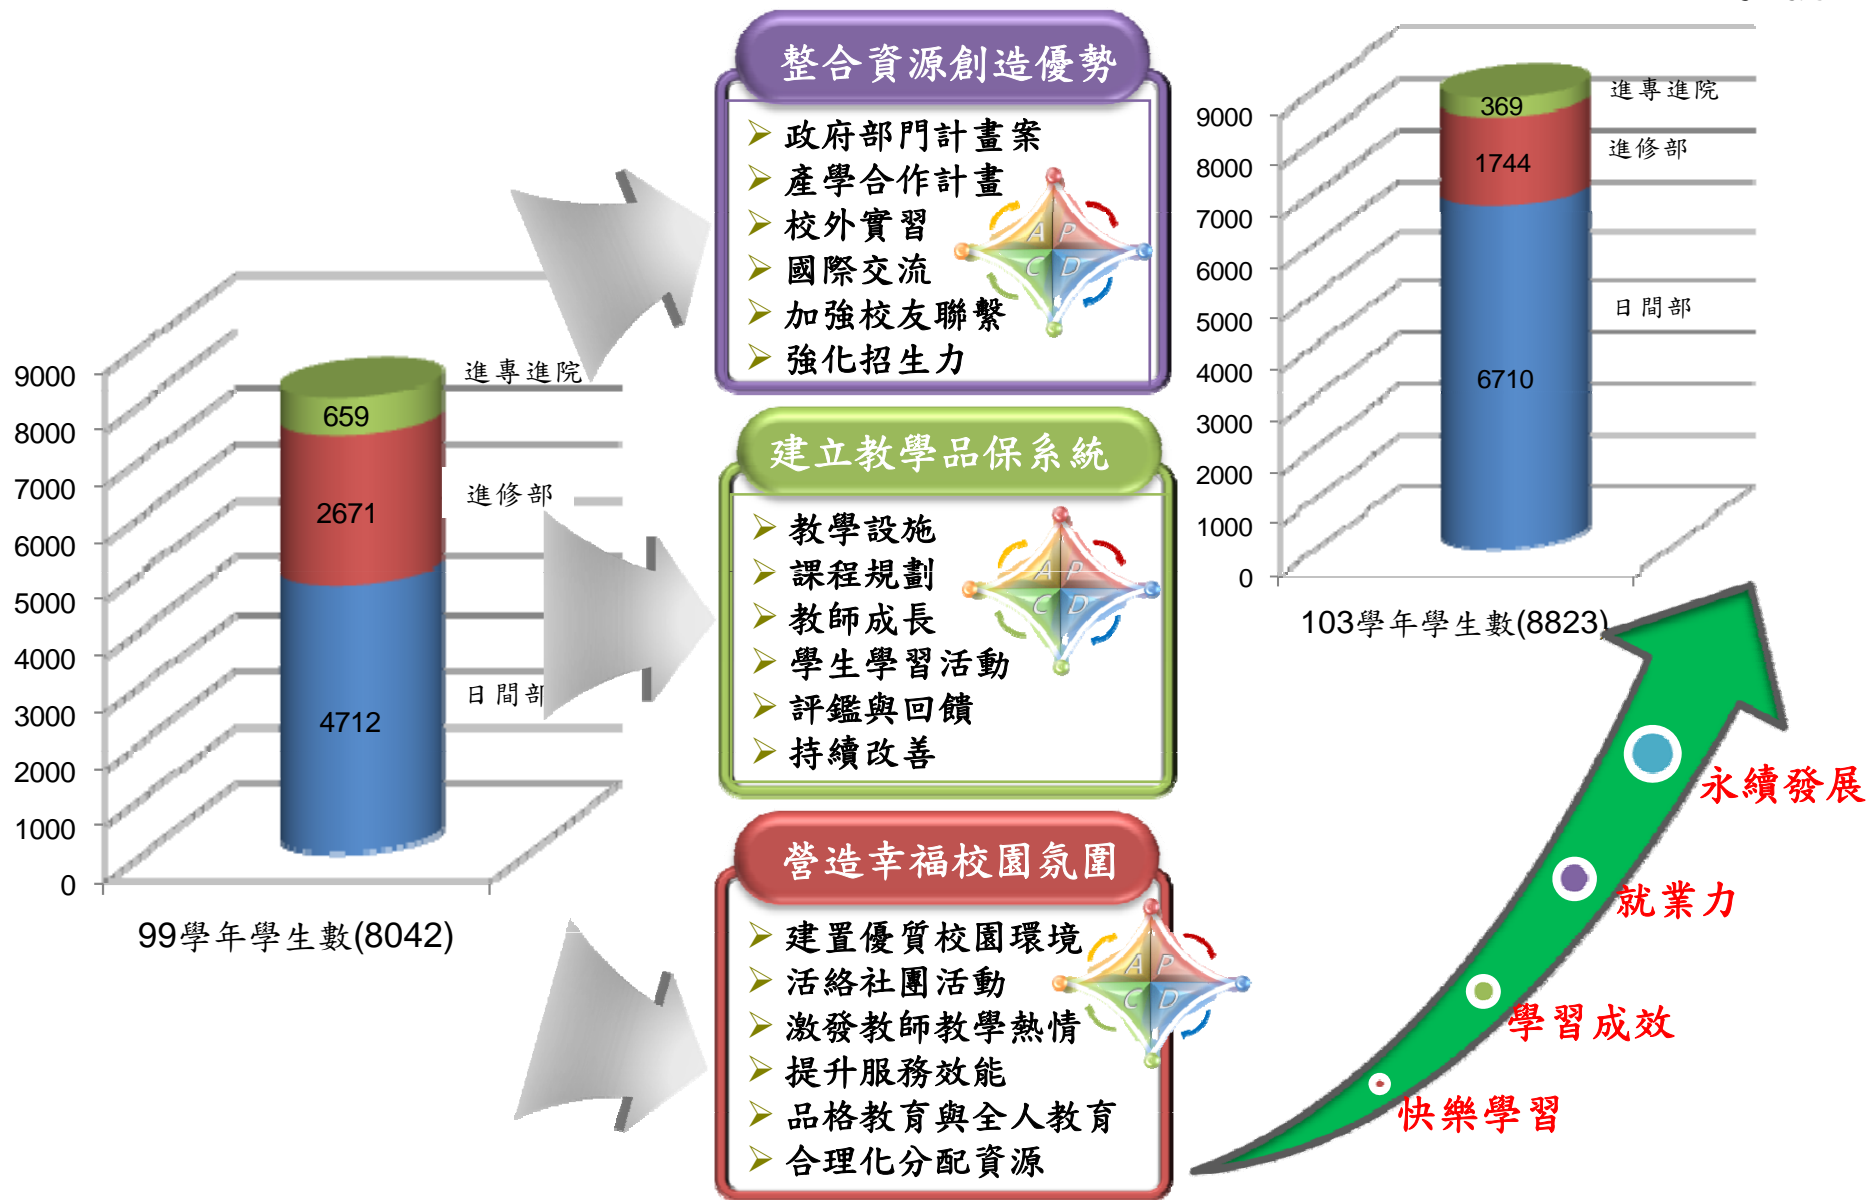 9000
8000
7000
6000
5000
4000
3000
2000
1000
0
進專進院
659
進修部
2671
日間部
4712
99學年學生數(8042)
整合資源創造優勢
政府部門計畫案
產學合作計畫
校外實習
國際交流
加強校友聯繫
強化招生力
A P
C D
建立教學品保系統
教學設施
課程規劃
教師成長
學生學習活動
評鑑與回饋
持續改善
A P
C D
營造幸福校園氛圍
建置優質校園環境
活絡社團活動
激發教師教學熱情
提升服務效能
品格教育與全人教育
合理化分配資源
A P
C D
9000
8000
7000
6000
5000
4000
3000
2000
1000
0
進專進院
369
進修部
1744
日間部
6710
103學年學生數(8823)
永續發展
就業力
學習成效
快樂學習